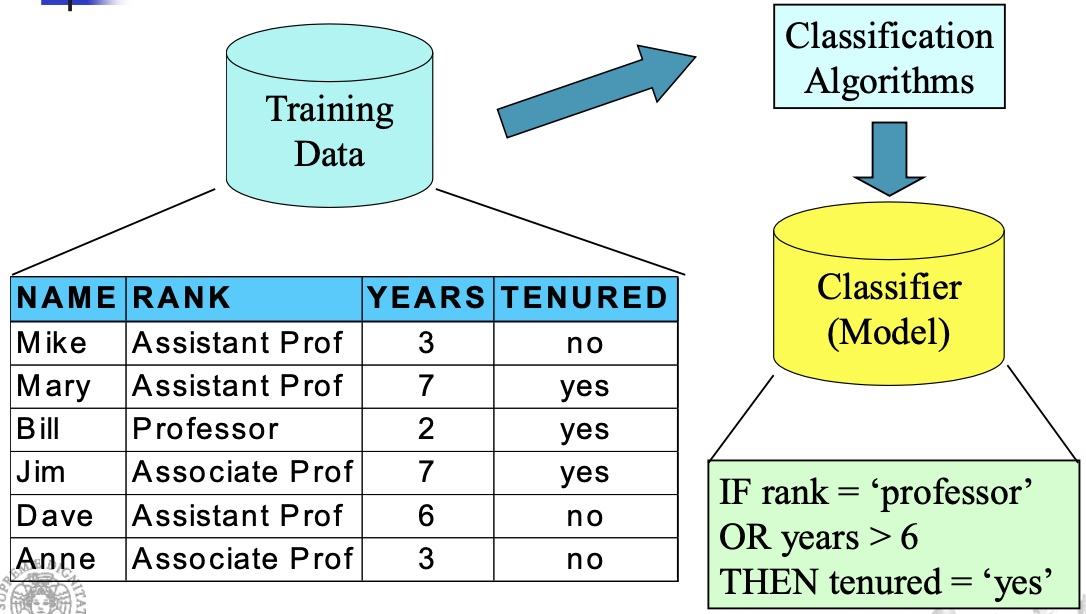 Training
Data
Classification
Algorithms
NAME RANK YEARS TENURED
Mike Assistant Prof 3 no
Mary Assistant Prof 7 yes
Bill Professor 2 yes
Jim Associate Prof 7 yes
Dave Assistant Prof 6 no
Anne Associate Prof 3 no
Classifier
(Model)
IF rank = ‘professor’
OR years > 6
THEN tenured = ‘yes’